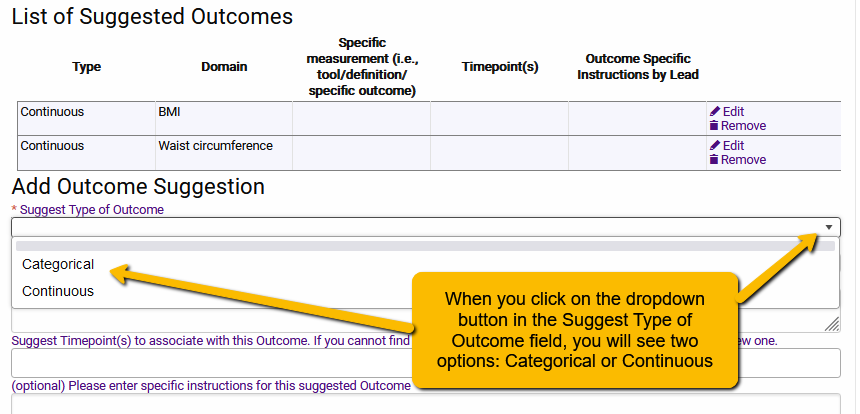 List of Suggested Outcomes
Type Domain Specific measurement (i.e., tool/definition/ specific outcome) Timepoint(s) Outcome Specific Instructions by Lead
Continuous BMI Edit
Remove
Continuous Waist circumference Edit
Remove
Add Outcome Suggestion
* Suggest Type of Outcome
Categorical
Continuous
When you click on the dropdown
button in the Suggest Type of
Outcome field, you will see two
options: Categorical or Continuous
Suggest Timepoint(s) to associate with this Outcome. If you cannot find ew one.
(optional) Please enter specific instructions for this suggested Outcome